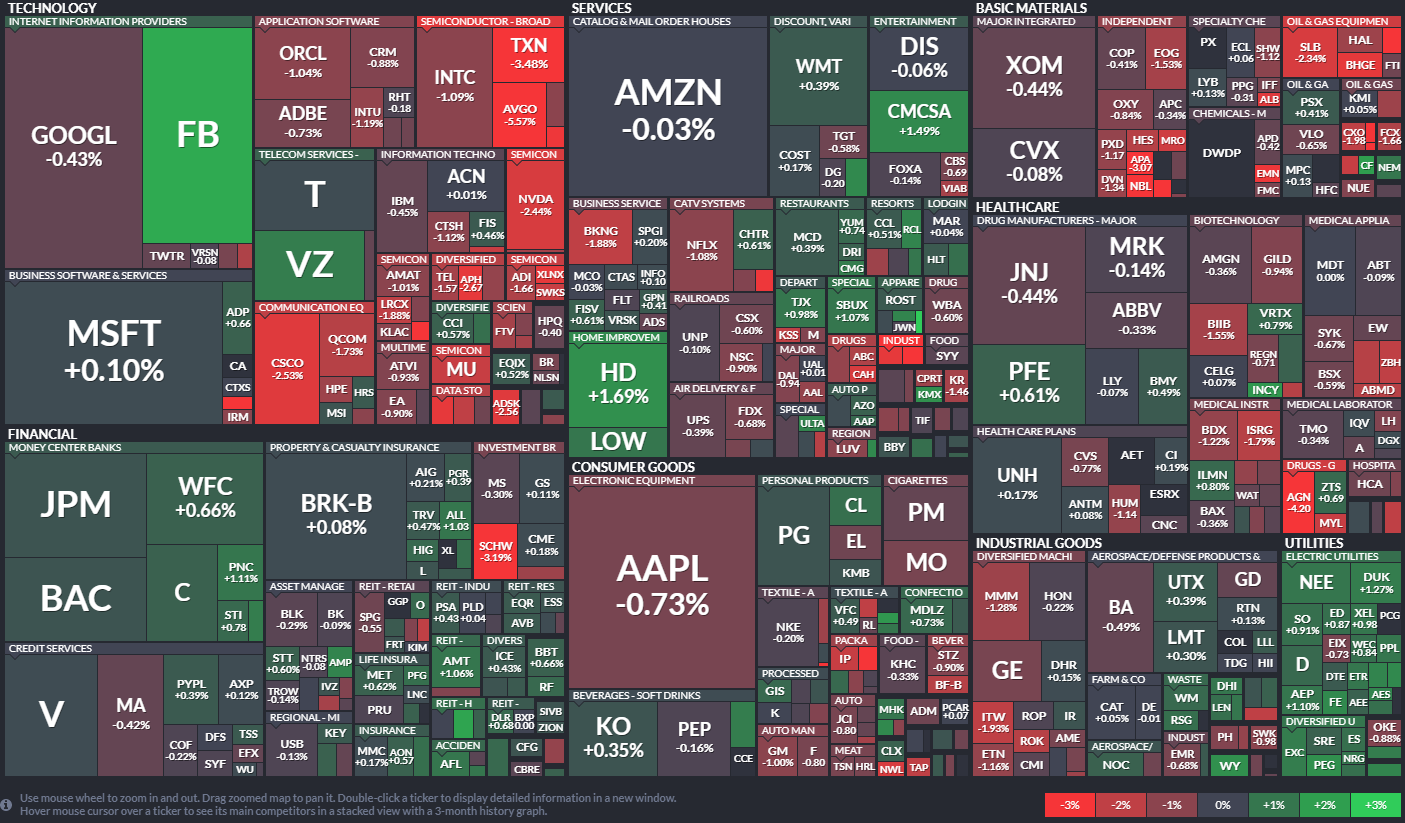 TECHNOLOGY
INTERNET INFORMATION PROVIDERS
GOOGL
-0.43%
FB
TWTR
VRSN
-0.08
APPLICATION SOFTWARE
ORCL
-1.04%
ADBE
-0.73%
CRM
-0.88%
INTU
-1.19%
RHT
-0.18
SEMICONDUCTOR - BROAD
INTC
-1.09%
TXN
-3.48%
AVGO
-5.57%
TELECOM SERVICES -
T
VZ
INFORMATION TECHNO
IBM
-0.45%
ACN
+0.01%
CTSH
-1.12%
FIS
+0.46%
SEMICON
NVDA
-2.44%
BUSINESS SOFTWARE & SERVICES
MSFT
+0.10%
ADP
+0.66
CA
CTXS
IRM
COMMUNICATION EQ
CSCO
-2.53%
QCOM
-1.73%
HPE
HRS
MSI
SEMICON
AMAT
-1.01%
LRCX
-1.88%
KLAC
DIVERSIFIED
TEL
-1.57
APH
-2.67
SEMICON
ADI
-1.66
XLNX
SWKS
DIVERSIFIE
CCI
+0.57%
SCIEN
FTV
HPQ
-0.40
MULTIME
ATVI
-0.93%
EA
-0.90%
SEMICON
MU
DATA STO
EQIX
+0.52%
BR
NLSN
ADSK
-2.56
SERVICES
CATALOG & MAIL ORDER HOUSES
AMZN
-0.03%
DISCOUNT, VARI
WMT
+0.39%
COST
+0.17%
TGT
-0.58%
DG
-0.20
ENTERTAINMENT
DIS
-0.06%
CMCSA
+1.49%
FOXA
-0.14%
CBS
-0.69
VIAB
BUSINESS SERVICE
BKNG
-1.88%
SPGI
+0.20%
MCO
-0.03%
CTAS
INFO
+0.10
FISV
+0.61%
FLT
GPN
+0.41
VRSK
ADS
CATV SYSTEMS
NFLX
-1.08%
CHTR
+0.61%
RESTAURANTS
MCD
+0.39%
YUM
+0.74
DRI
CMG
RESORTS
CCL
+0.51%
RCL
LODGIN
MAR
+0.04%
HLT
RAILROADS
UNP
-0.10%
CSX
-0.60%
NSC
-0.90%
DEPART
TJX
+0.98%
KSS
M
SPECIAL
SBUX
+1.07%
APPARE
ROST
JWN
DRUG
WBA
-0.60%
HOME IMPROVEM
HD
+1.69%
LOW
AIR DELIVERY & F
UPS
-0.39%
FDX
-0.68%
MAJOR
DAL
-0.94
UAL
+0.01
AAL
DRUGS
ABC
CAH
INDUST
FOOD
SYY
CPRT
KMX
KR
-1.46
SPECIAL
ULTA
AUTO P
AZO
AAP
REGION
LUV
TIF
BBY
BASIC MATERIALS
MAJOR INTEGRATED
XOM
-0.44%
CVX
-0.08%
INDEPENDENT
COP
-0.41%
EOG
-1.53%
OXY
-0.84%
APC
-0.34%
PXD
-1.17
HES
MRO
APA
-3.07
DVN
-1.34
NBL
SPECIALTY CHE
PX
ECL
+0.06
SHW
-1.12
LYB
+0.13%
PPG
-0.31
IFF
ALB
CHEMICALS - M
DWDP
APD
-0.42
EMN
FMC
OIL & GAS EQUIPMEN
SLB
-2.34%
HAL
BHGE
FTI
OIL & GA
PSX
+0.41%
VLO
-0.65%
MPC
+0.13
HFC
OIL & GAS
KMI
+0.05%
CXO
-1.98
FCX
-1.66
CF
NEM
NUE
HEALTHCARE
DRUG MANUFACTURERS - MAJOR
JNJ
-0.44%
PFE
+0.61%
MRK
-0.14%
ABBV
-0.33%
LLY
-0.07%
BMY
+0.49%
BIOTECHNOLOGY
AMGN
-0.36%
GILD
-0.94%
BIIB
-1.55%
VRTX
+0.79%
CELG
+0.07%
REGN
-0.71
INCY
MEDICAL APPLIA
MDT
0.00%
ABT
-0.09%
SYK
-0.67%
EW
BSX
-0.59%
ZBH
ABMD
HEALTH CARE PLANS
UNH
+0.17%
CVS
-0.77%
AET
CI
+0.19%
ANTM
+0.08%
HUM
-1.14
ESRX
CNC
MEDICAL INSTR
BDX
-1.22%
ISRG
-1.79%
ILMN
+0.80%
WAT
BAX
-0.36%
MEDICAL LABORATOR
TMO
-0.34%
IQV
LH
A
DGX
DRUGS - G
AGN
-4.20
ZTS
+0.69
MYL
HOSPITA
HCA
FINANCIAL
MONEY CENTER BANKS
JPM
BAC
WFC
+0.66%
C
PNC
+1.11%
STI
+0.78
PROPERTY & CASUALTY INSURANCE
BRK-B
+0.08%
AIG
+0.21%
PGR
+0.39
TRV
+0.47%
ALL
+1.03
HIG
XL
L
INVESTMENT BR
MS
-0.30%
GS
+0.11%
SCHW
-3.19%
CME
+0.18%
CREDIT SERVICES
V
MA
-0.42%
PYPL
+0.39%
AXP
+0.12%
COF
-0.22%
DFS
SYF
TSS
EFX
WU
ASSET MANAGE
BLK
-0.29%
BK
-0.09%
STT
+0.60%
NTRS
-0.08
AMP
TROW
-0.14%
IVZ
REIT - RETAI
SPG
-0.55
GGP
O
FRT
KIM
REIT - INDU
PSA
+0.43
PLD
+0.04
REIT - RES
EQR
ESS
AVB
LIFE INSURA
MET
+0.62%
PFG
PRU
LNC
REIT -
AMT
+1.06%
DIVERS
ICE
+0.43%
BBT
+0.66%
RF
REGIONAL - MI
USB
-0.13%
KEY
INSURANCE
MMC
+0.17%
AON
+0.57
REIT - H
REIT -
DLR
+0.68
BXP
0.00
SIVB
ZION
ACCIDEN
AFL
CFG
CBRE
CONSUMER GOODS
ELECTRONIC EQUIPMENT
AAPL
-0.73%
PERSONAL PRODUCTS
PG
CL
EL
KMB
CIGARETTES
PM
MO
BEVERAGES - SOFT DRINKS
KO
+0.35%
PEP
-0.16%
CCE
TEXTILE - A
NKE
-0.20%
TEXTILE - A
VFC
+0.49
RL
CONFECTIO
MDLZ
+0.73%
PACKA
IP
FOOD -
KHC
-0.33%
BEVER
STZ
-0.90%
BF-B
PROCESSED
GIS
K
AUTO
JCI
-0.80
MHK
ADM
PCAR
+0.07
AUTO MAN
GM
-1.00%
F
-0.80
MEAT
TSN
HRL
CLX
NWL
TAP
INDUSTRIAL GOODS
DIVERSIFIED MACHI
MMM
-1.28%
HON
-0.22%
GE
DHR
+0.15%
ITW
-1.93%
ROP
IR
ETN
-1.16%
ROK
AME
CMI
AEROSPACE/DEFENSE PRODUCTS &
BA
-0.49%
UTX
+0.39%
LMT
+0.30%
GD
RTN
+0.13%
COL
LLL
TDG
HII
FARM & CO
CAT
+0.05%
DE
-0.01
AEROSPACE/
NOC
WASTE
WM
RSG
INDUST
EMR
-0.68%
DHI
LEN
PH
SWK
-0.98
WY
UTILITIES
ELECTRIC UTILITIES
NEE
DUK
+1.27%
SO
+0.91%
ED
+0.87
XEL
+0.98
PCG
D
EIX
-0.73
WEC
+0.84
PPL
DTE
ETR
AEP
+1.10%
FE
AEE
AES
DIVERSIFIED U
EXC
SRE
ES
PEG
NRG
OKE
-0.88%
Use mouse wheel to zoom in and out. Drag zoomed map to pan it. Double-click a ticker to display detailed information in a new window.
Hover mouse cursor over a ticker to see its main competitors in a stacked view with a 3-month history graph.
-3%
-2%
-1%
0%
+1%
+2%
+3%